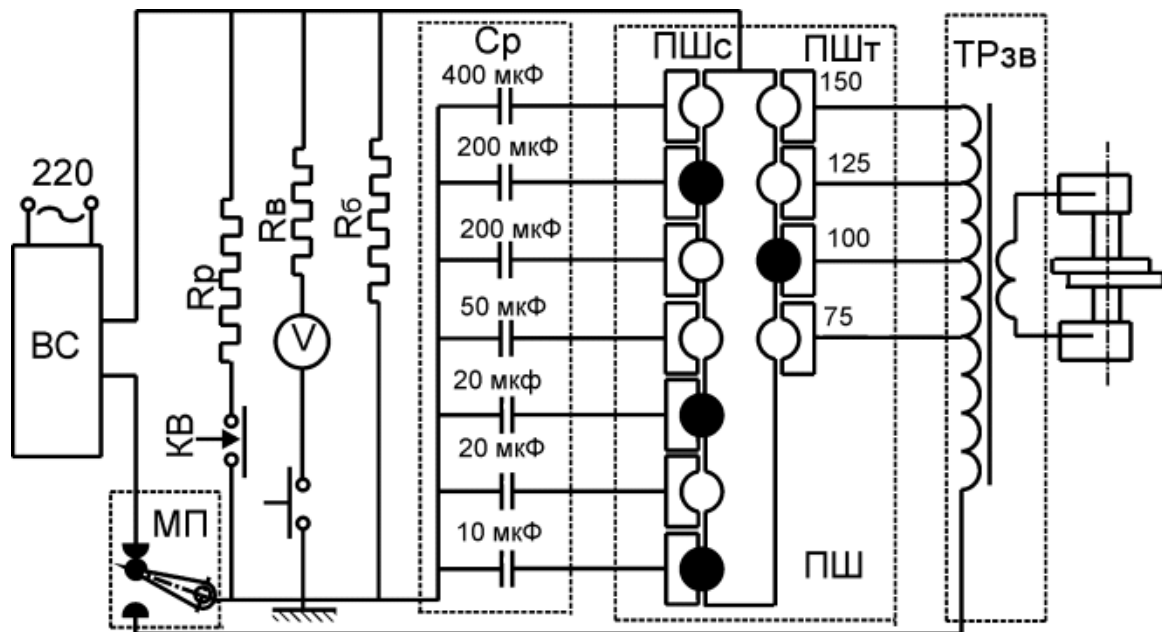 Ср
ПШс
ПШт
ТРзв
400 мкФ
150
200 мкФ
125
220
Rр
Rв
Rб
200 мкФ
100
ВС
V
50 мкФ
75
20 мкф
КВ
20 мкФ
МП
10 мкФ
ПШ